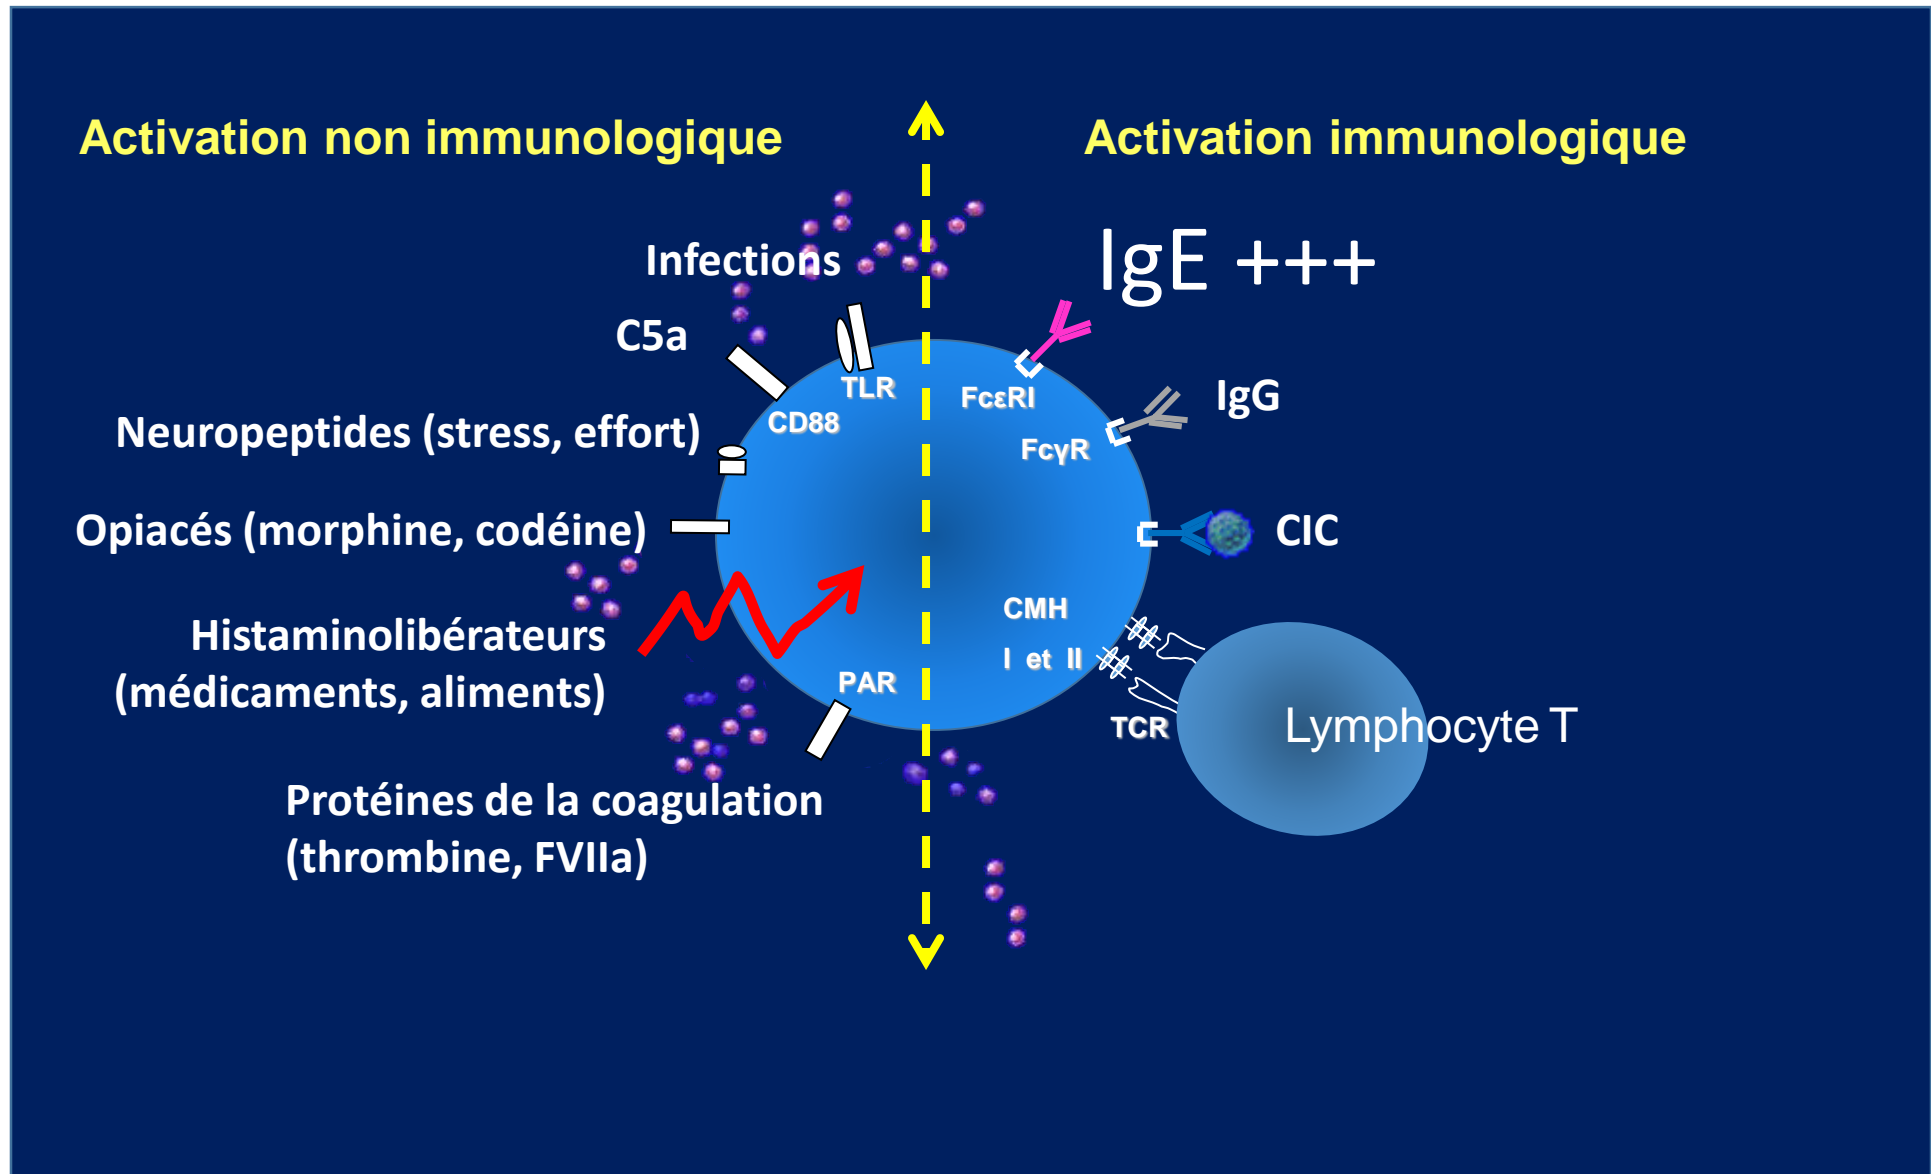 Activation non immunologique
Activation immunologique
Infections
IgE +++
C5a
TLR
FcεRI
IgG
CD88
Neuropeptides (stress, effort)
FcγR
Opiacés (morphine, codéine)
CIC
Histaminolibérateurs
(médicaments, aliments)
CMH
I et II
PAR
TCR
Lymphocyte T
Protéines de la coagulation
(thrombine, FVIIa)